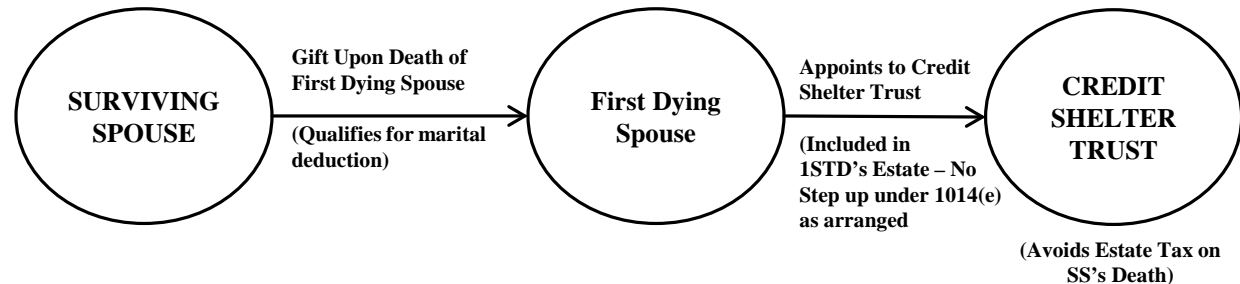 SURVIVING
SPOUSE
Gift Upon Death of
First Dying Spouse
(Qualifies for marital
deduction)
First Dying
Spouse
Appoints to Credit
Shelter Trust
(Included in
1STD’s Estate – No
Step up under 1014(e)
as arranged
CREDIT
SHELTER
TRUST
(Avoids Estate Tax on
SS’s Death)